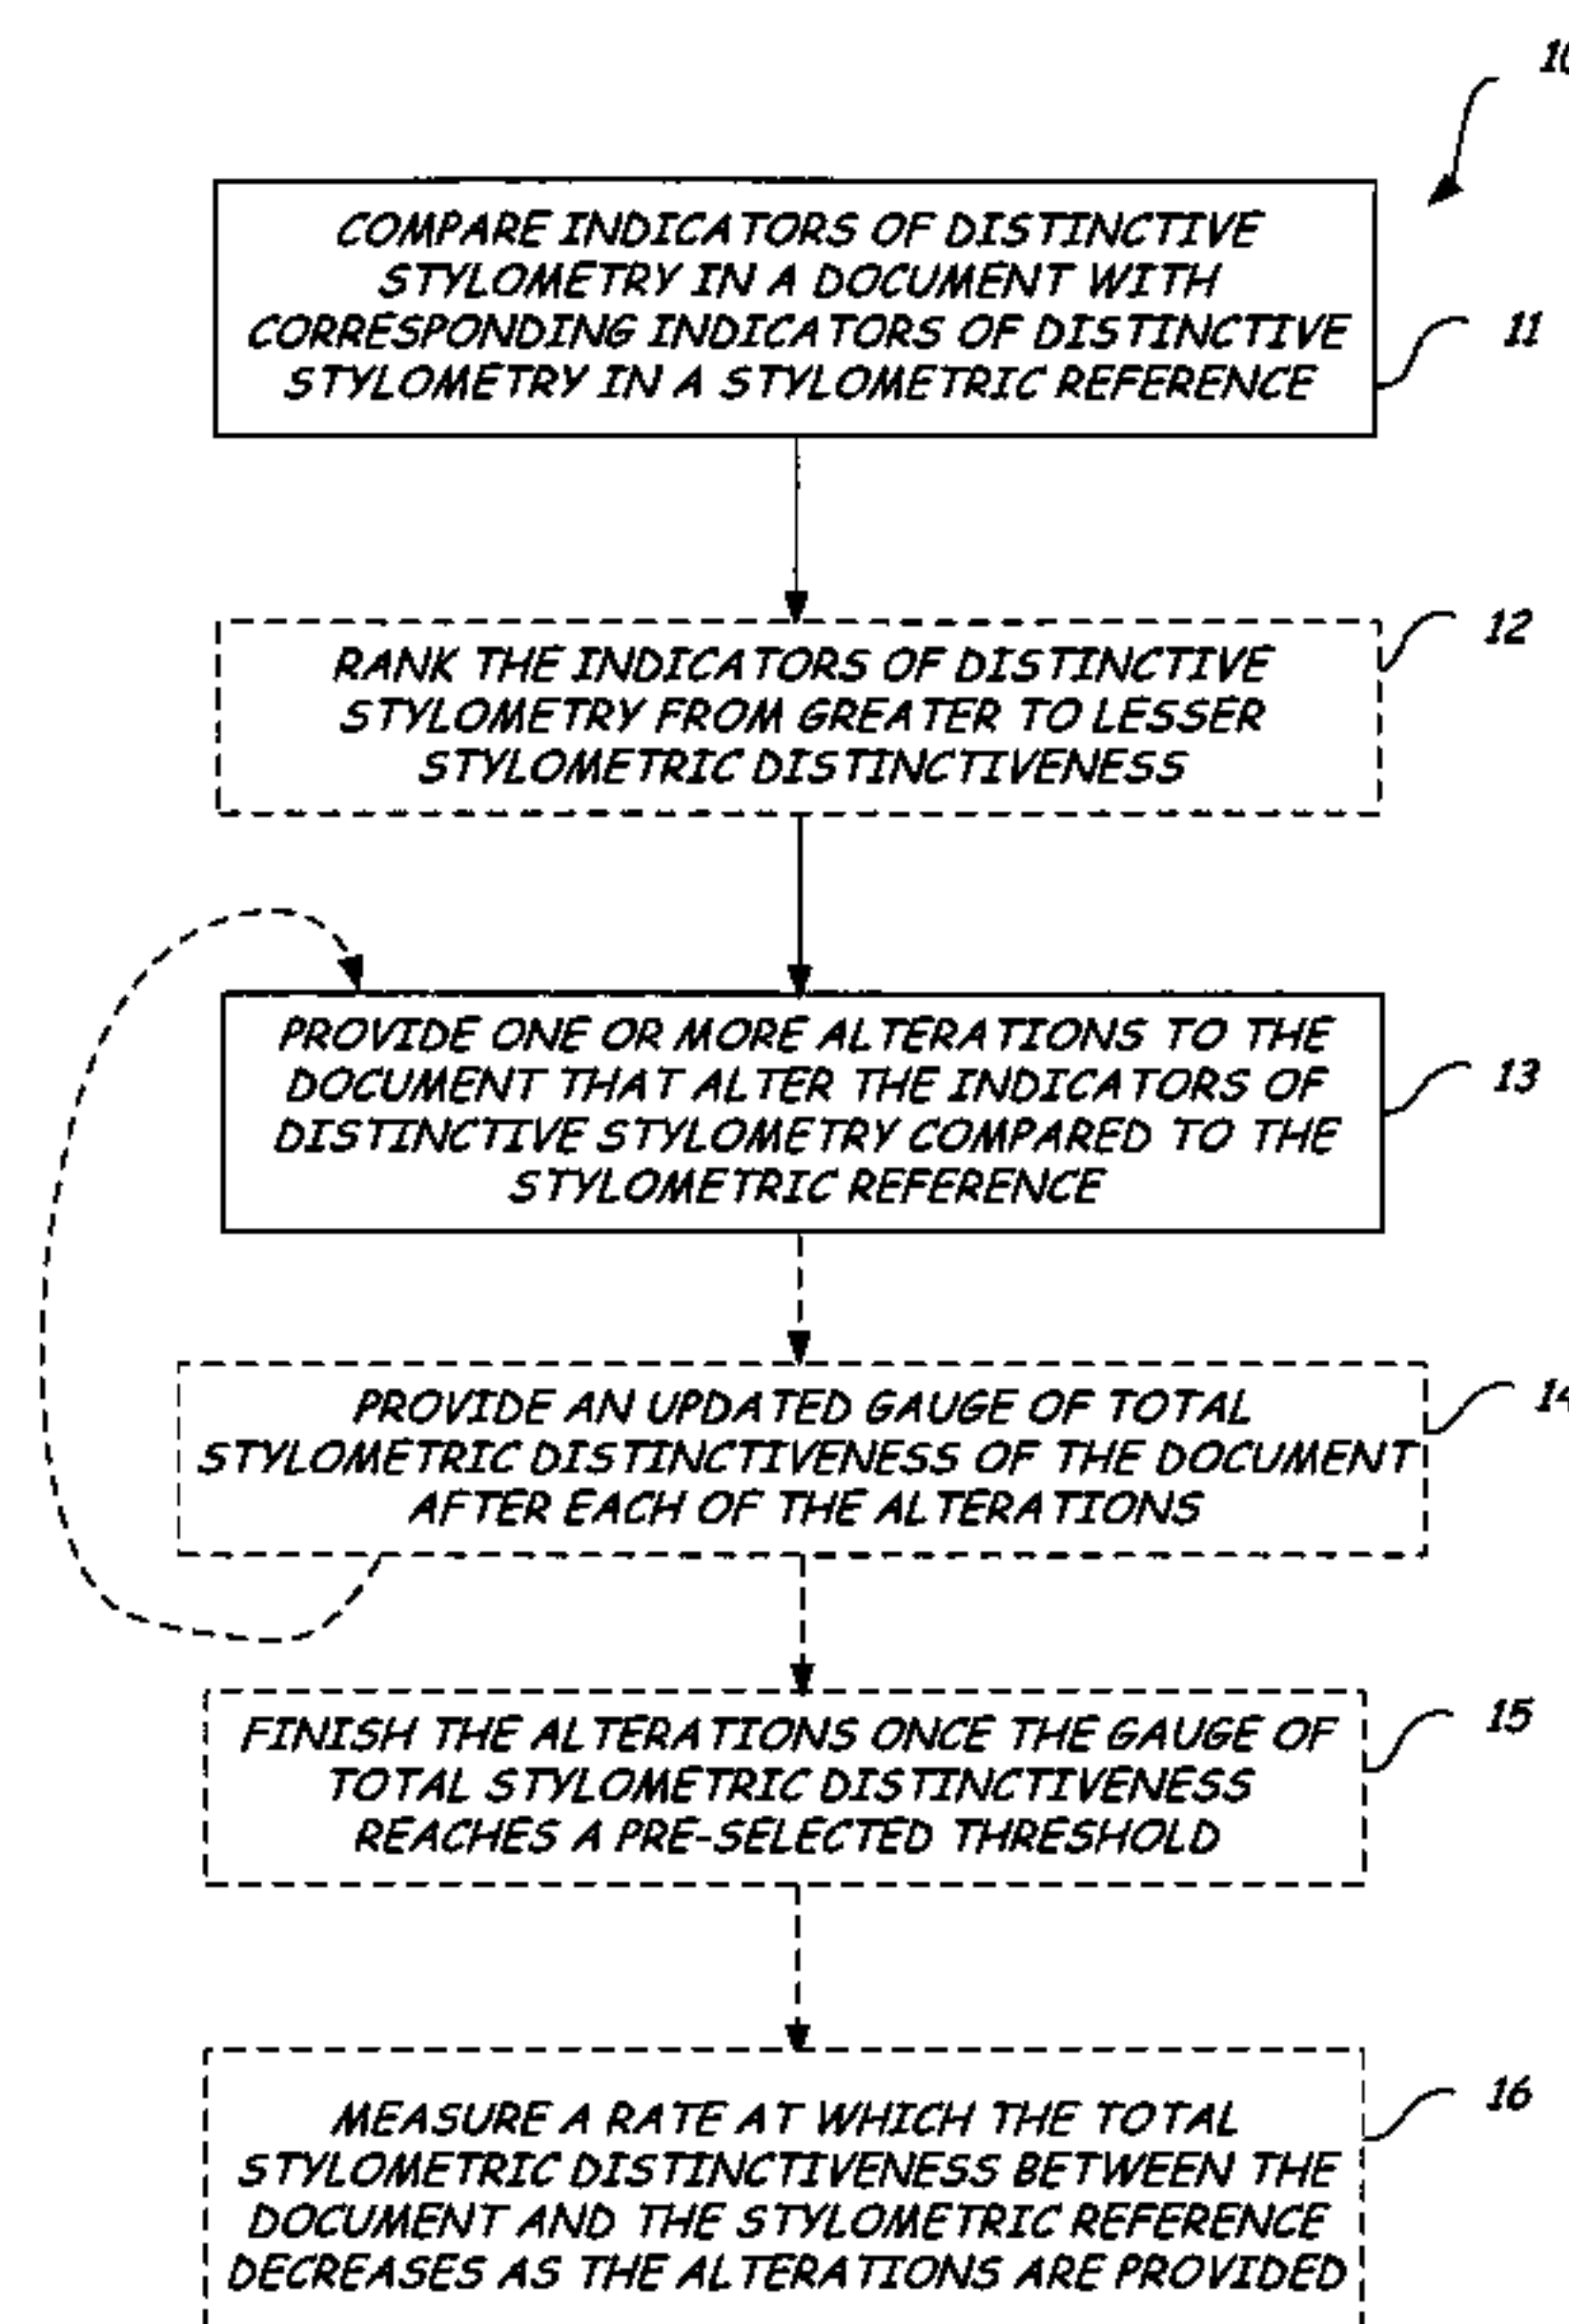 COMPARE INDICATORS OF DISTINCTIVE
STYLOMETRY IN A DOCUMENT WITH
CORRESPONDING INDICATORS OF DISTINCTIVE
STYLOMETRY IN A STYLOMETRIC REFERENCE
11
12
RANK THE INDICATORS OF DISTINCTIVE
STYLOMETRY FROM GREATER TO LESSER
STYLOMETRIC DISTINCTIVENESS
PROVIDE ONE OR MORE ALTERATIONS TO THE
DOCUMENT THAT ALTER THE INDICATORS OF
DISTINCTIVE STYLOMETRY COMPARED TO THE
STYLOMETRIC REFERENCE
13
14
PROVIDE AN UPDATED GAUGE OF TOTAL
STYLOMETRIC DISTINCTIVENESS OF THE DOCUMENT
AFTER EACH OF THE ALTERATIONS
15
FINISH THE ALTERATIONS ONCE THE GAUGE OF
TOTAL STYLOMETRIC DISTINCTIVENESS
REACHES A PRE-SELECTED THRESHOLD
16
MEASURE A RATE AT WHICH THE TOTAL
STYLOMETRIC DISTINCTIVENESS BETWEEN THE
DOCUMENT AND THE STYLOMETRIC REFERENCE
DECREASES AS THE ALTERATIONS ARE PROVIDED